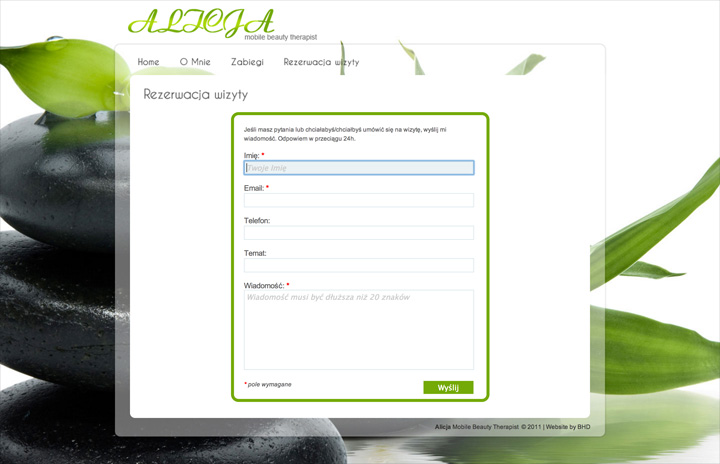 ALICJA
mobile beauty therapist
Home O Mnie Zabiegi Rezerwacja wizyty
Rezerwacja wizyty
Jeśli masz pytania lub chciałabyś/chciałbyś umówić się na wizytę, wyślij mi
wiadomość. Odpowiem w przeciągu 24h.
Imię: *
Twoje Imię
Email: *
Telefon:
Temat:
Wiadomość: *
Wiadomość musi być dłuższa niż 20 znaków
* pole wymagane
Wyślij
Alicja Mobile Beauty Therapist © 2011 | Website by BHD